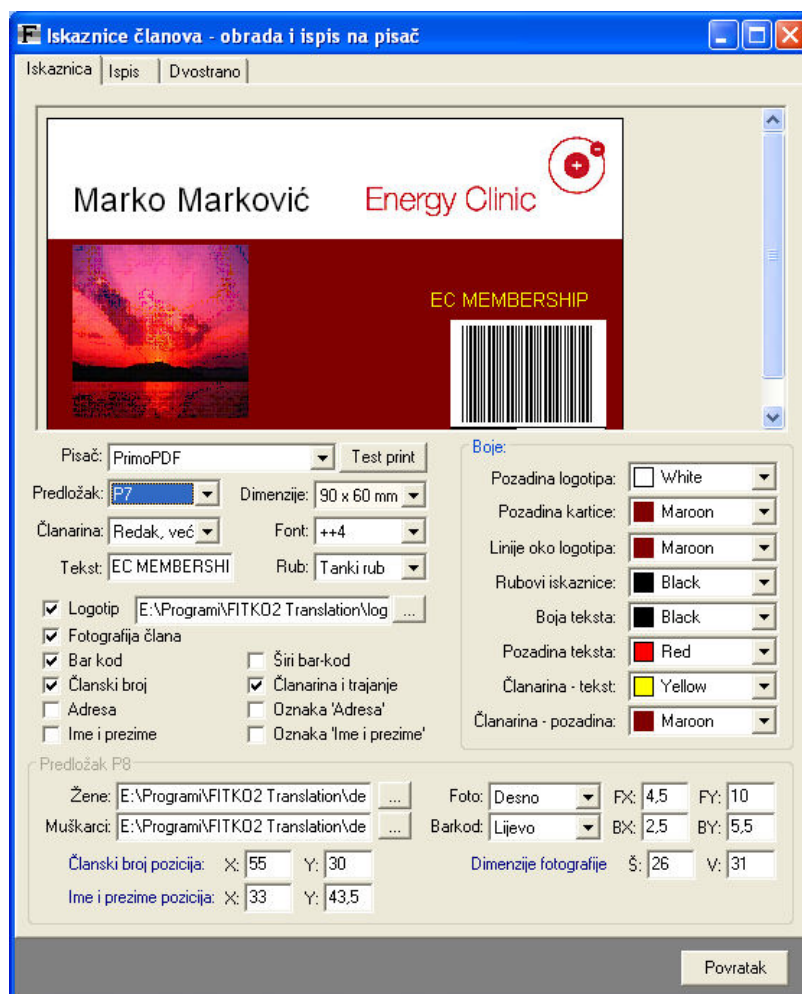 Iskaznice članova - obrada i ispis na pisač
Iskaznica Ispis Dvostrano
Marko Marković Energy Clinic
EC MEMBERSHIP
Pisač: PrimoPDF Test print
Predložak: P7 Dimenzije: 90 x 60 mm
Članarina: Redak, već Font: ++4
Tekst: EC MEMBERSHI Rub: Tanki rub
Logotip E:\Programi\FITKO2 Translation\log ...
Fotografija člana
Bar kod Širi bar-kod
Članski broj Članarina i trajanje
Adresa Oznaka 'Adresa'
Ime i prezime Oznaka 'Ime i prezime'
Boje:
Pozadina logotipa: White
Pozadina kartice: Maroon
Linije oko logotipa: Maroon
Rubovi iskaznice: Black
Boja teksta: Black
Pozadina teksta: Red
Članarina - tekst: Yellow
Članarina - pozadina: Maroon
Predložak P8
Žene: E:\Programi\FITKO2 Translation\de ... Foto: Desno FX: 4,5 FY: 10
Muškarci: E:\Programi\FITKO2 Translation\de ... Barkod: Lijevo BX: 2,5 BY: 5,5
Članski broj pozicija: X: 55 Y: 30 Dimenzije fotografije Š: 26 V: 31
Ime i prezime pozicija: X: 33 Y: 43,5
Povratak